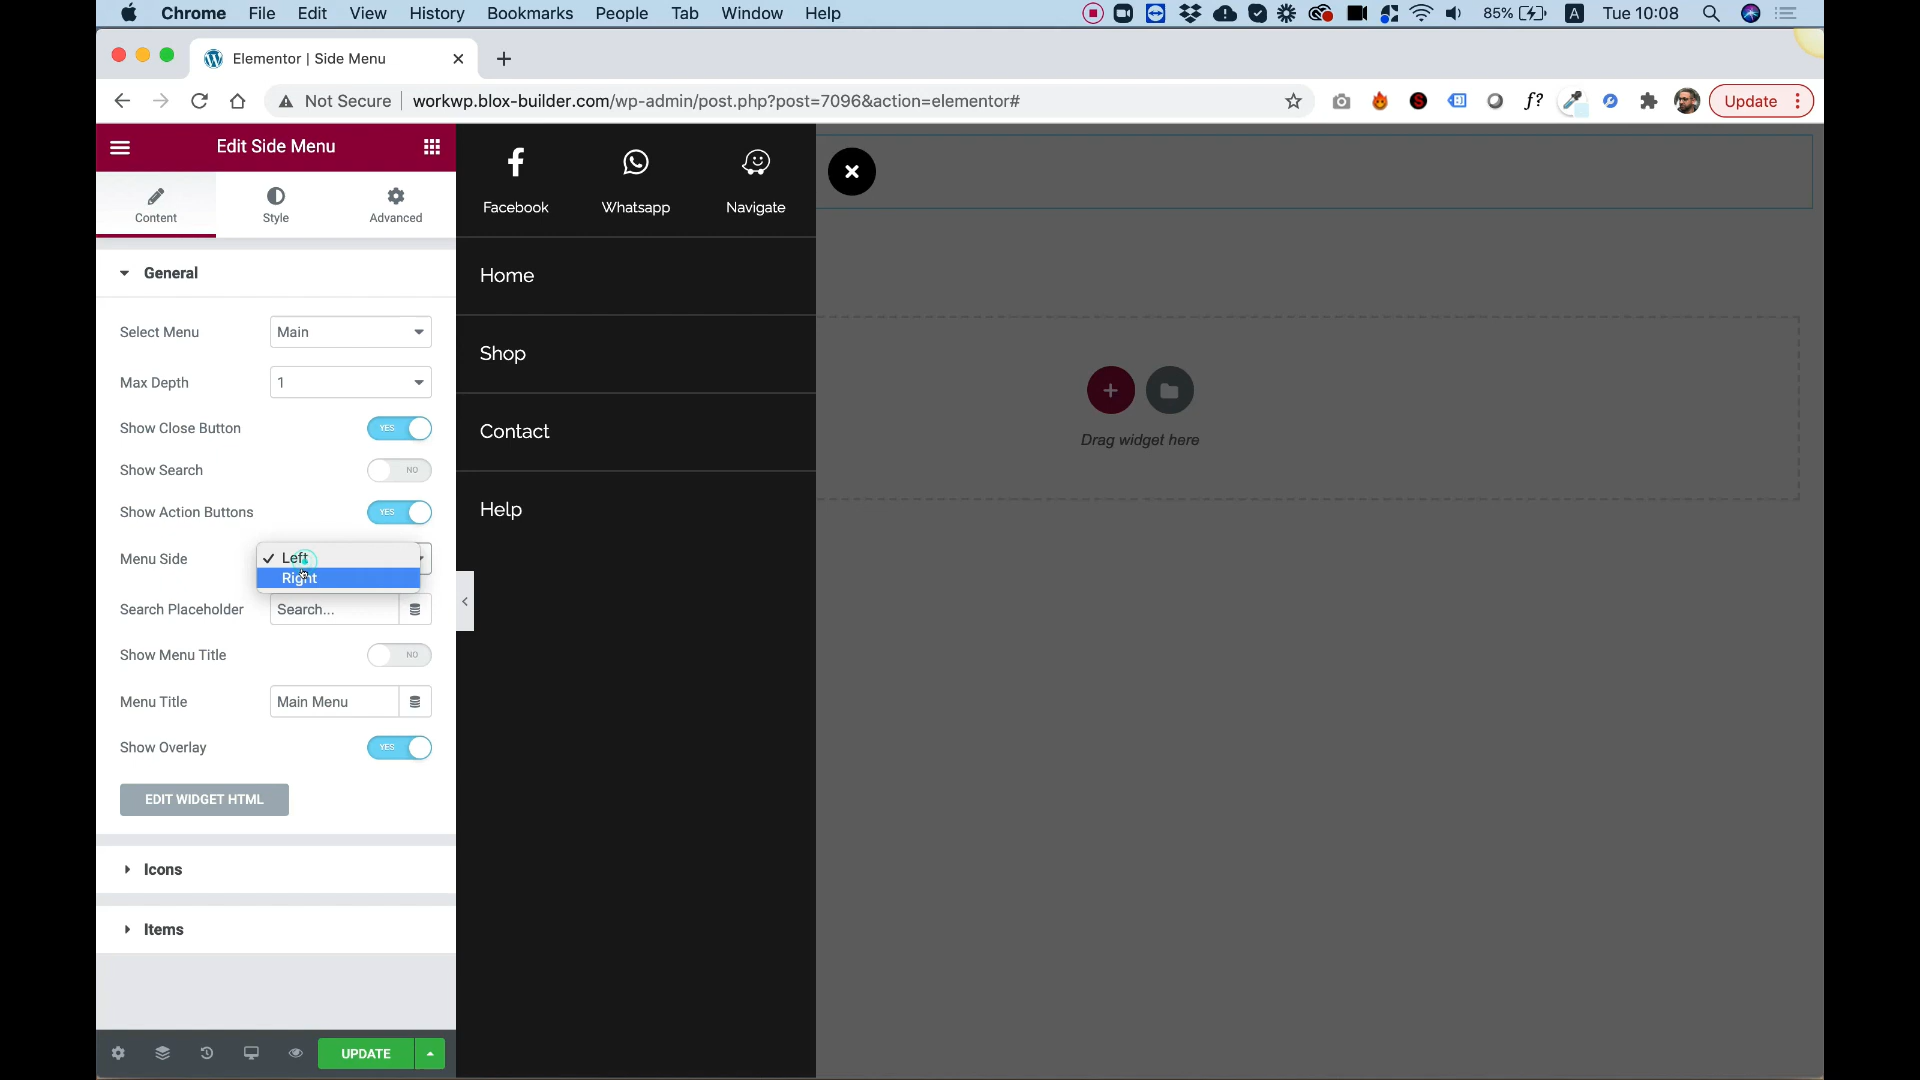 Chrome File Edit View History Bookmarks People Tab Window Help 85% A Tue 10:08
Elementor | Side Menu
Not Secure workwp.blox-builder.com/wp-admin/post.php?post=7096&action=elementor# S f? Update
Edit Side Menu
Content Style Advanced
Facebook Whatsapp Navigate
General
Home
Select Menu Main
Shop
Max Depth 1
Show Close Button YES
Contact
Show Search NO
Show Action Buttons YES
Help
Drag widget here
Menu Side Left
Right
Search Placeholder Search...
Show Menu Title NO
Menu Title Main Menu
Show Overlay YES
EDIT WIDGET HTML
Icons
Items
UPDATE